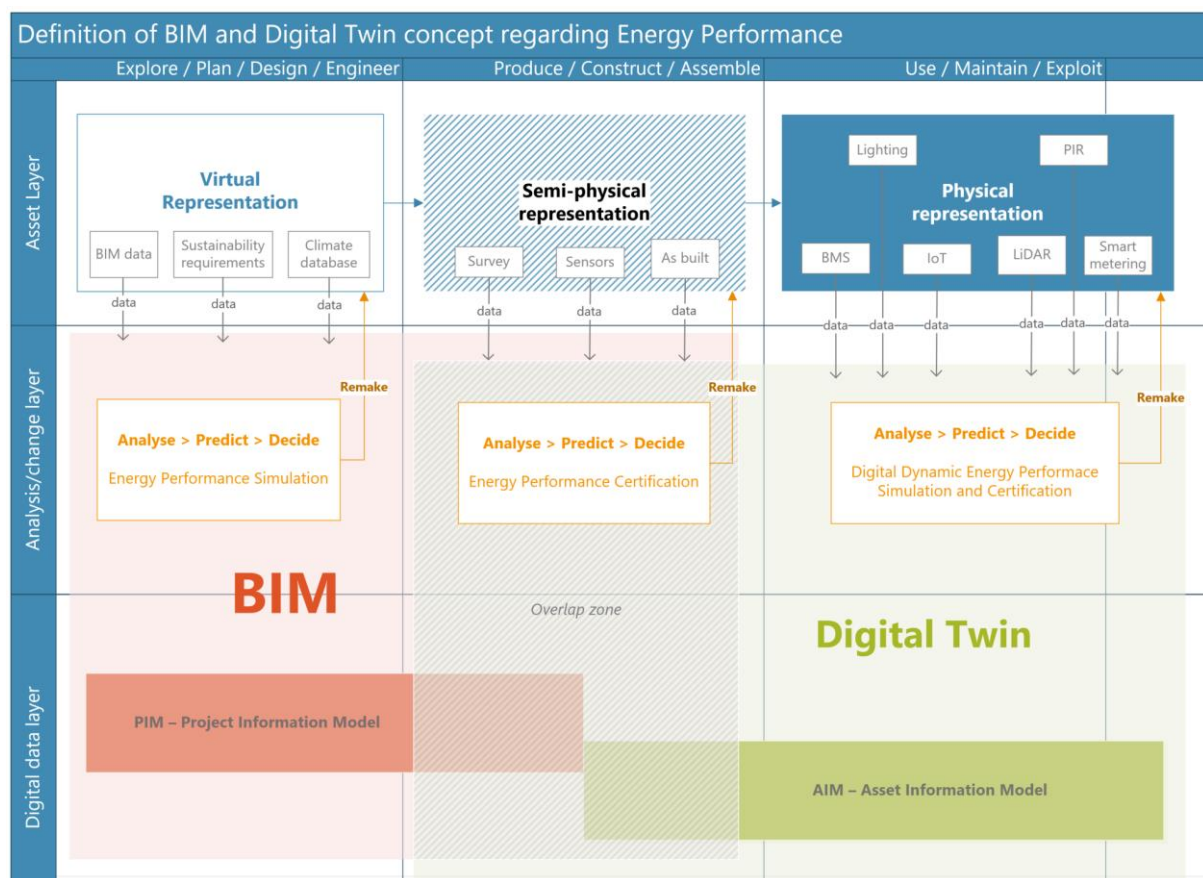 Definition of BIM and Digital Twin concept regarding Energy Performance
Explore / Plan / Design / Engineer
Produce / Construct / Assemble
Use / Maintain / Exploit
Asset Layer
Virtual
Representation
BIM data
Sustainability
requirements
Climate
database
data
data
data
Semi-physical
representation
Survey
Sensors
As built
data
data
data
Lighting
PIR
Physical
representation
BMS
IoT
LiDAR
Smart
metering
data
data
data
data
data
data
Analysis/change layer
Remake
Analyse > Predict > Decide
Energy Performance Simulation
Remake
Analyse > Predict > Decide
Energy Performance Certification
Remake
Analyse > Predict > Decide
Digital Dynamic Energy Performace
Simulation and Certification
BIM
Overlap zone
Digital Twin
Digital data layer
PIM – Project Information Model
AIM – Asset Information Model